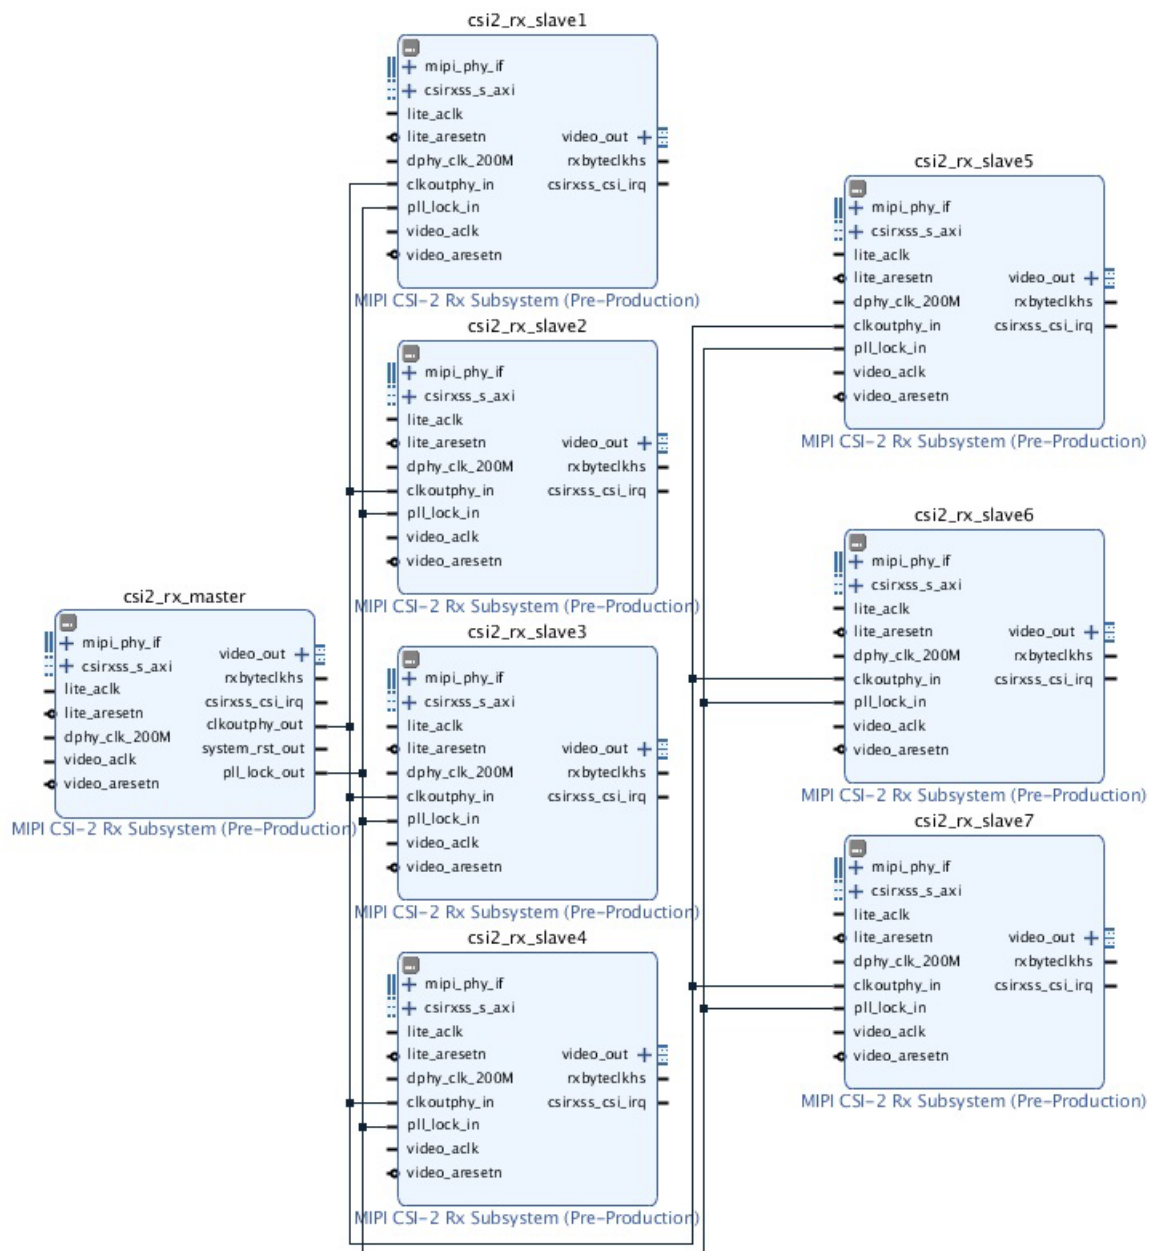 csi2_rx_slave1
mipi_phy_if
csirxss_s_axi
lite_aclk
lite_aresetn video_out
dphy_clk_200M rxbyteclkhs
clkoutphy_in csirxss_csi_irq
pll_lock_in
video_aclk
video_aresetn
MIPI CSI-2 Rx Subsystem (Pre-Production)
csi2_rx_slave2
mipi_phy_if
csirxss_s_axi
lite_aclk
lite_aresetn video_out
dphy_clk_200M rxbyteclkhs
clkoutphy_in csirxss_csi_irq
pll_lock_in
video_aclk
video_aresetn
MIPI CSI-2 Rx Subsystem (Pre-Production)
csi2_rx_master
mipi_phy_if
video_out
csirxss_s_axi
rxbyteclkhs
lite_aclk
csirxss_csi_irq
lite_aresetn
clkoutphy_out
dphy_clk_200M
system_rst_out
video_aclk
pll_lock_out
video_aresetn
MIPI CSI-2 Rx Subsystem (Pre-Production)
csi2_rx_slave3
mipi_phy_if
csirxss_s_axi
lite_aclk
lite_aresetn video_out
dphy_clk_200M rxbyteclkhs
clkoutphy_in csirxss_csi_irq
pll_lock_in
video_aclk
video_aresetn
MIPI CSI-2 Rx Subsystem (Pre-Production)
csi2_rx_slave4
mipi_phy_if
csirxss_s_axi
lite_aclk
lite_aresetn video_out
dphy_clk_200M rxbyteclkhs
clkoutphy_in csirxss_csi_irq
pll_lock_in
video_aclk
video_aresetn
MIPI CSI-2 Rx Subsystem (Pre-Production)
csi2_rx_slave5
mipi_phy_if
csirxss_s_axi
lite_aclk
lite_aresetn video_out
dphy_clk_200M rxbyteclkhs
clkoutphy_in csirxss_csi_irq
pll_lock_in
video_aclk
video_aresetn
MIPI CSI-2 Rx Subsystem (Pre-Production)
csi2_rx_slave6
mipi_phy_if
csirxss_s_axi
lite_aclk
lite_aresetn video_out
dphy_clk_200M rxbyteclkhs
clkoutphy_in csirxss_csi_irq
pll_lock_in
video_aclk
video_aresetn
MIPI CSI-2 Rx Subsystem (Pre-Production)
csi2_rx_slave7
mipi_phy_if
csirxss_s_axi
lite_aclk
lite_aresetn video_out
dphy_clk_200M rxbyteclkhs
clkoutphy_in csirxss_csi_irq
pll_lock_in
video_aclk
video_aresetn
MIPI CSI-2 Rx Subsystem (Pre-Production)